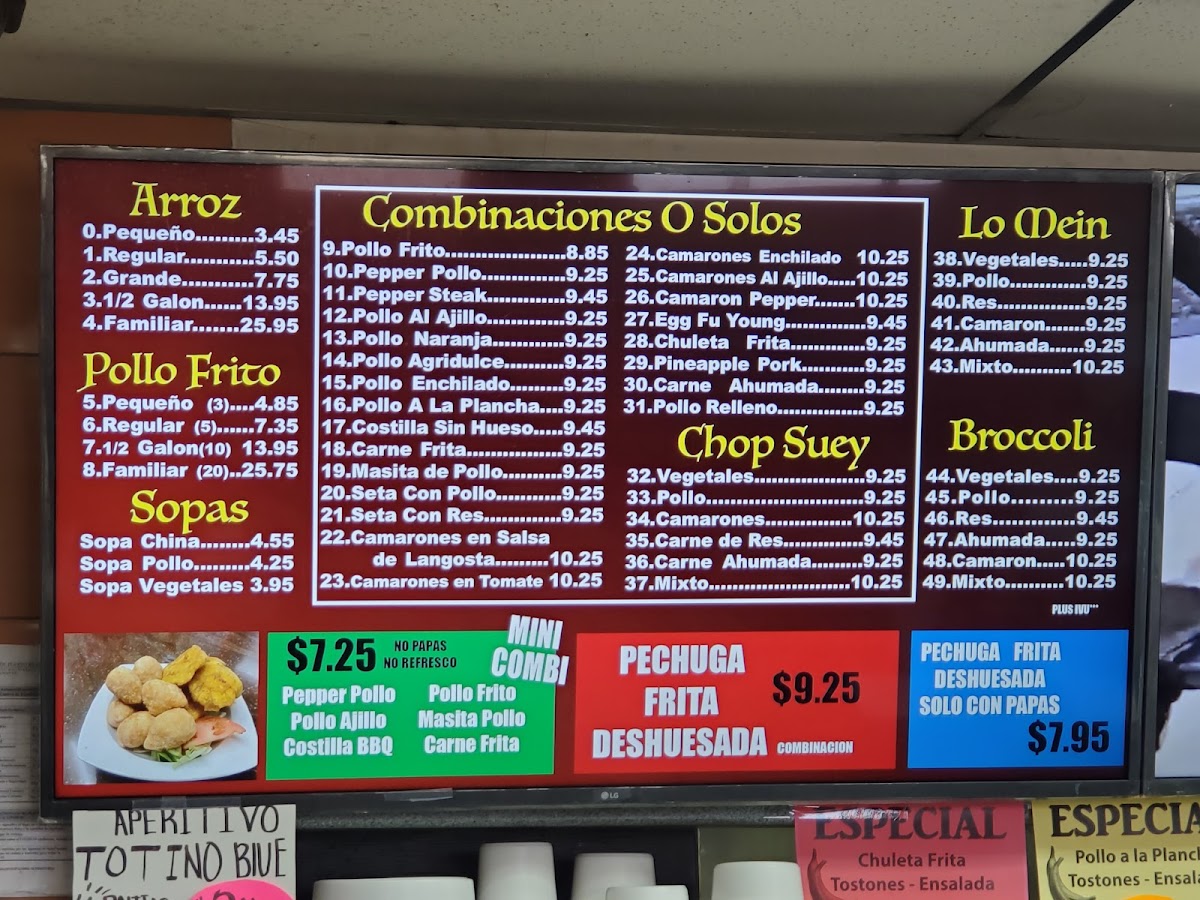 Arroz
0.Pequeño.........3.45
1.Regular...........5.50
2.Grande...........7.75
3.1/2 Galon......13.95
4.Familiar.......25.95
Pollo Frito
5.Pequeño (3)....4.85
6.Regular (5)......7.35
7.1/2 Galon(10) 13.95
8.Familiar (20)..25.75
Sopas
Sopa China........4.55
Sopa Pollo.........4.25
Sopa Vegetales 3.95
Combinaciones O Solos
9.Pollo Frito......................8.85
10.Pepper Pollo.............9.25
11.Pepper Steak............9.45
12.Pollo Al Ajillo............9.25
13.Pollo Naranja...........9.25
14.Pollo Agridulce.........9.25
15.Pollo Enchilado........9.25
16.Pollo A La Plancha....9.25
17.Costilla Sin Hueso.....9.45
18.Carne Frita...............9.25
19.Masita de Pollo.........9.25
20.Seta Con Pollo..........9.25
21.Seta Con Res............9.25
22.Camarones en Salsa
de Langosta.........10.25
23.Camarones en Tomate 10.25
24.Camarones Enchilado 10.25
25.Camarones Al Ajillo.....10.25
26.Camaron Pepper.......10.25
27.Egg Fu Young.............9.45
28.Chuleta Frita.............9.25
29.Pineapple Pork..........9.25
30.Carne Ahumada.......9.25
31.Pollo Relleno..............9.25
Chop Suey
32.Vegetales.................9.25
33.Pollo........................9.25
34.Camarones.............10.25
35.Carne de Res............9.45
36.Carne Ahumada........9.25
37.Mixto.....................10.25
Lo Mein
38.Vegetales.....9.25
39.Pollo.............9.25
40.Res...............9.25
41.Camaron.......9.25
42.Ahumada......9.25
43.Mixto..........10.25
Broccoli
44.Vegetales....9.25
45.Pollo..........9.25
46.Res.............9.45
47.Ahumada.....9.25
48.Camaron.....10.25
49.Mixto..........10.25
PLUS IVU***
$7.25
NO PAPAS
NO REFRESCO
MINI
COMBI
Pepper Pollo
Pollo Ajillo
Costilla BBQ
Pollo Frito
Masita Pollo
Carne Frita
PECHUGA
FRITA
DESHUESADA
$9.25
COMBINACION
PECHUGA FRITA
DESHUESADA
SOLO CON PAPAS
$7.95
LG
APERITIVO
TOTINO BIUE
ESPECIAL
Chuleta Frita
Tostones - Ensalada
ESPECIA
Pollo a la Planch
Tostones - Ensala